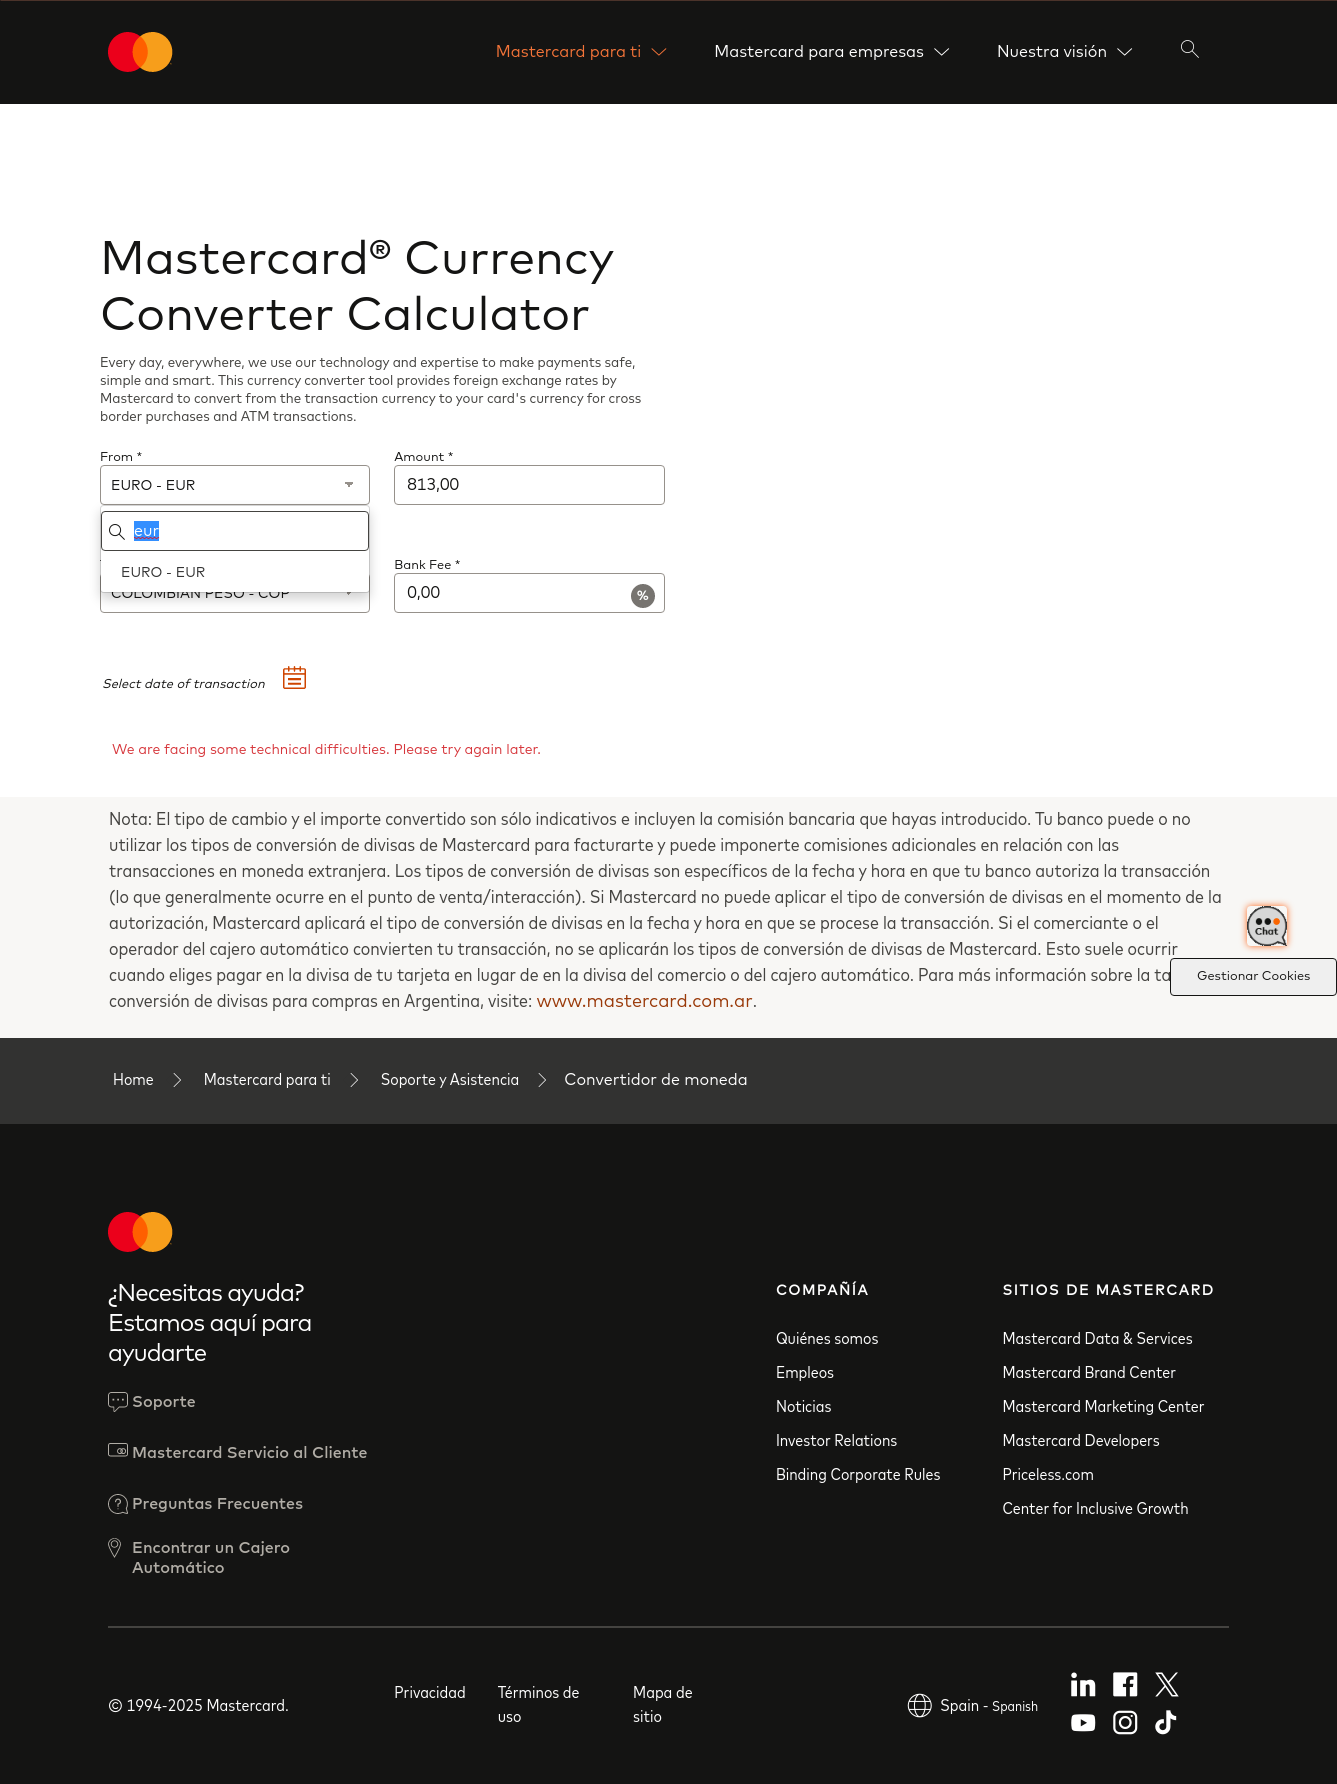 Mastercard para ti
Mastercard para empresas
Nuestra visión
Mastercard® Currency
Converter Calculator
Every day, everywhere, we use our technology and expertise to make payments safe,
simple and smart. This currency converter tool provides foreign exchange rates by
Mastercard to convert from the transaction currency to your card's currency for cross
border purchases and ATM transactions.
From *
Amount *
EURO - EUR
813,00
eur
EURO - EUR
Bank Fee *
COLOMBIAN PESO - COP
0,00
%
Select date of transaction
We are facing some technical difficulties. Please try again later.
Nota: El tipo de cambio y el importe convertido son sólo indicativos e incluyen la comisión bancaria que hayas introducido. Tu banco puede o no
utilizar los tipos de conversión de divisas de Mastercard para facturarte y puede imponerte comisiones adicionales en relación con las
transacciones en moneda extranjera. Los tipos de conversión de divisas son específicos de la fecha y hora en que tu banco autoriza la transacción
(lo que generalmente ocurre en el punto de venta/interacción). Si Mastercard no puede aplicar el tipo de conversión de divisas en el momento de la
autorización, Mastercard aplicará el tipo de conversión de divisas en la fecha y hora en que se procese la transacción. Si el comerciante o el
operador del cajero automático convierten tu transacción, no se aplicarán los tipos de conversión de divisas de Mastercard. Esto suele ocurrir
cuando eliges pagar en la divisa de tu tarjeta en lugar de en la divisa del comercio o del cajero automático. Para más información sobre la
conversión de divisas para compras en Argentina, visite: www.mastercard.com.ar.
Chat
Gestionar Cookies
Home
Mastercard para ti
Soporte y Asistencia
Convertidor de moneda
¿Necesitas ayuda?
Estamos aquí para
ayudarte
Soporte
Mastercard Servicio al Cliente
Preguntas Frecuentes
Encontrar un Cajero
Automático
COMPAÑÍA
Quiénes somos
Empleos
Noticias
Investor Relations
Binding Corporate Rules
SITIOS DE MASTERCARD
Mastercard Data & Services
Mastercard Brand Center
Mastercard Marketing Center
Mastercard Developers
Priceless.com
Center for Inclusive Growth
© 1994-2025 Mastercard.
Privacidad
Términos de
uso
Mapa de
sitio
Spain - Spanish